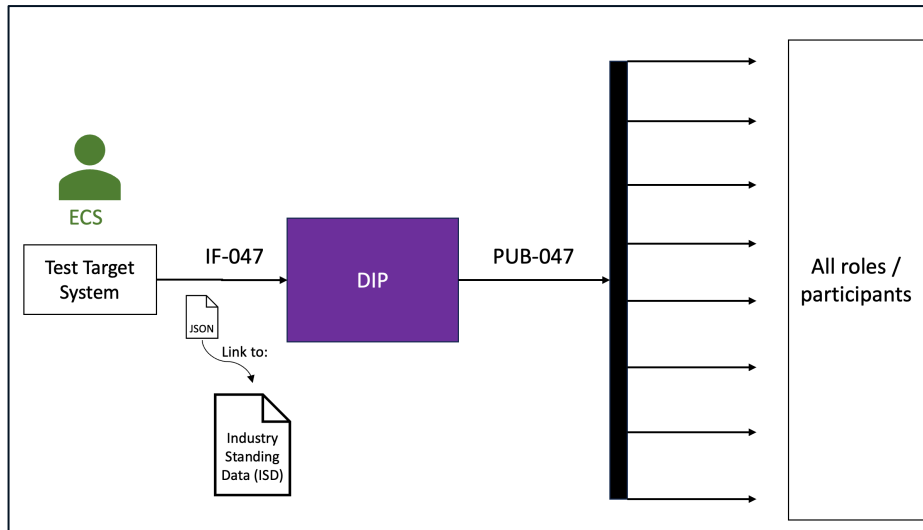 ECS
Test Target
System
IF-047
JSON
Link to:
Industry
Standing
Data (ISD)
DIP
PUB-047
All roles /
participants